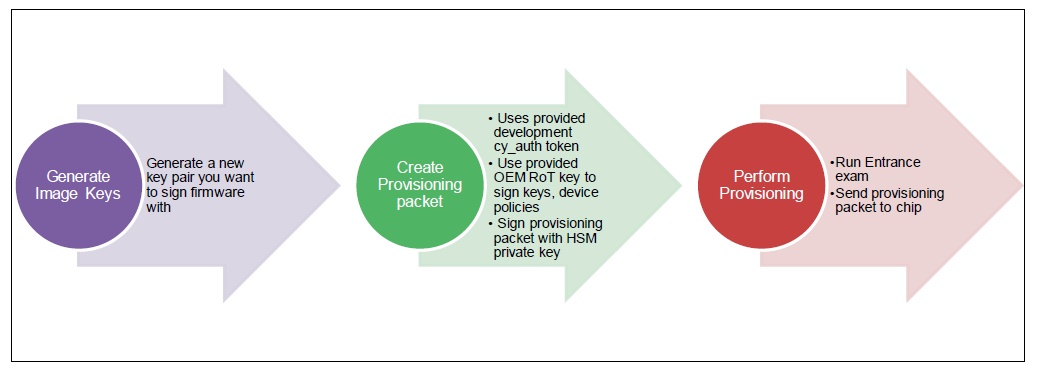 Generate
Image Keys
Generate a new
key pair you want
to sign firmware
with
Create
Provisioning
packet
• Uses provided
development
cy_auth token
• Use provided
OEM RoT key to
sign keys, device
policies
• Sign provisioning
packet with HSM
private key
Perform
Provisioning
•Run Entrance
exam
•Send provisioning
packet to chip